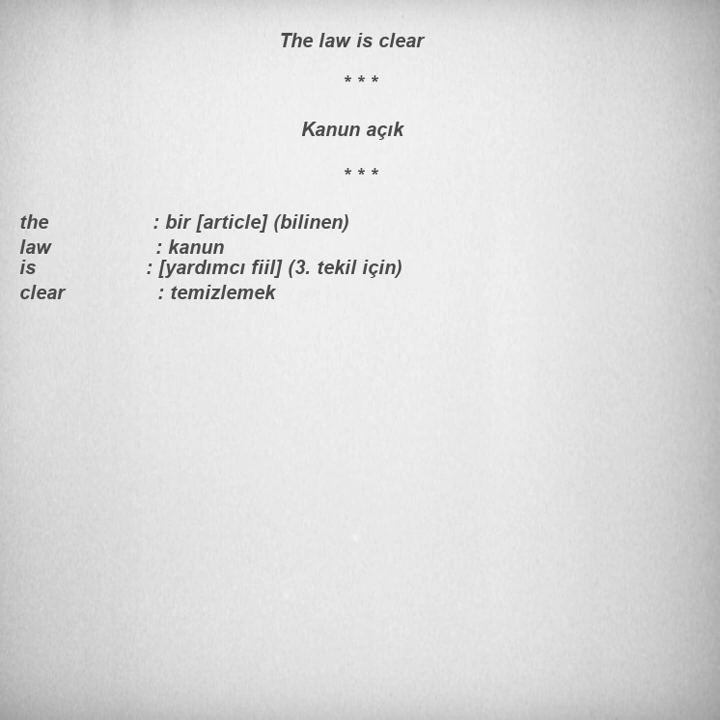 The law is clear
* * *
Kanun açık
* * *
the : bir [article] (bilinen)
law : kanun
is : [yardımcı fiil] (3. tekil için)
clear : temizlemek